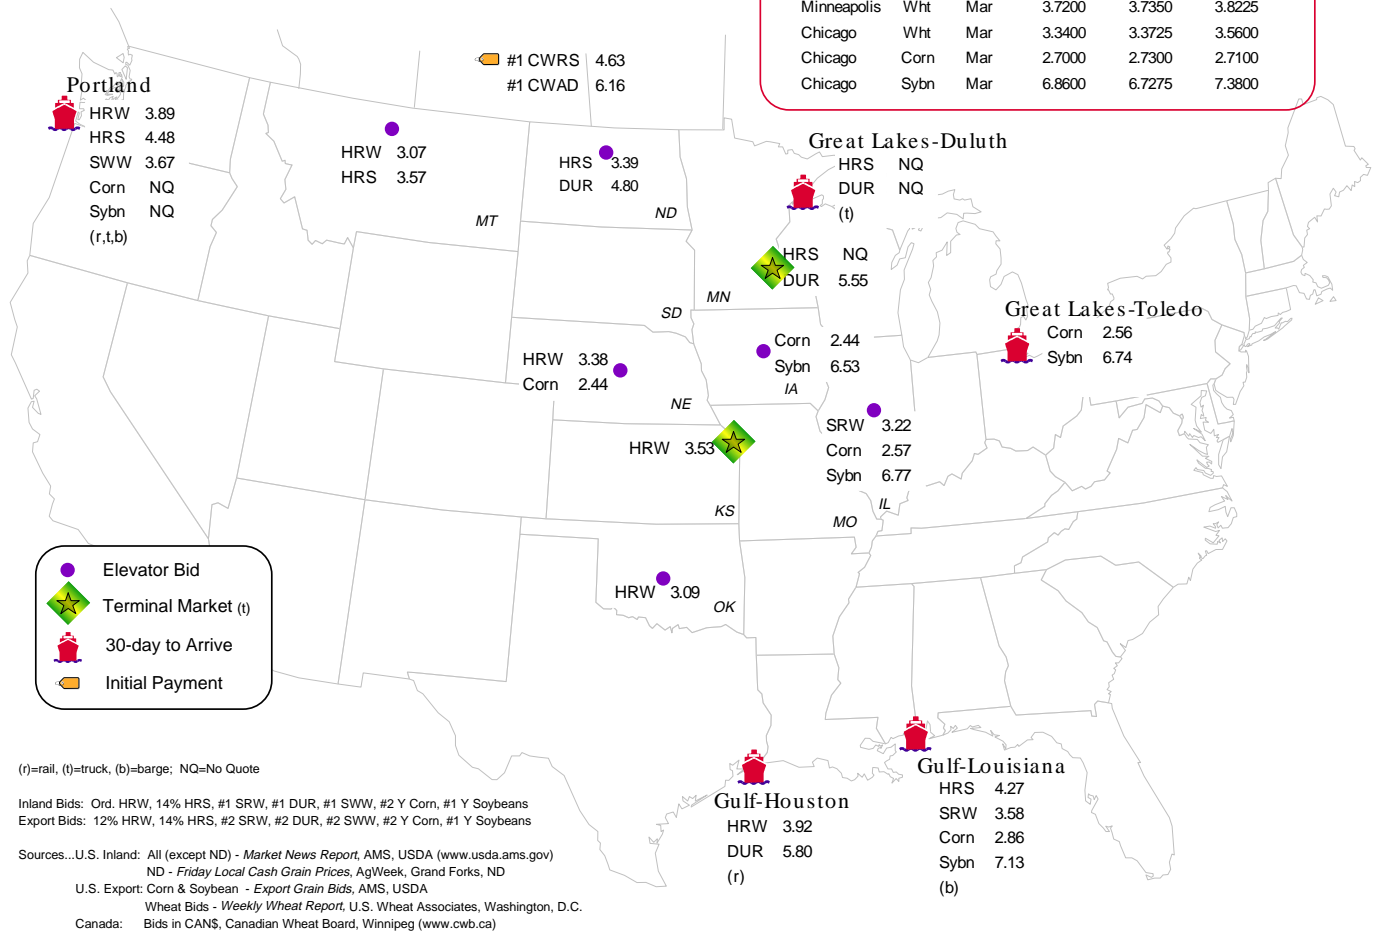 Minneapolis Wht Mar 3.7200 3.7350 3.8225
Chicago Wht Mar 3.3400 3.3725 3.5600
Chicago Corn Mar 2.7000 2.7300 2.7100
Chicago Sybn Mar 6.8600 6.7275 7.3800
#1 CWRS 4.63
#1 CWAD 6.16
Portland
HRW 3.89
HRS 4.48
SWW 3.67
Corn NQ
Sybn NQ
(r,t,b)
HRW 3.07
HRS 3.57
MT
HRS 3.39
DUR 4.80
ND
Great Lakes-Duluth
HRS NQ
DUR NQ
(t)
HRS NQ
DUR 5.55
MN
SD
Great Lakes-Toledo
Corn 2.56
Sybn 6.74
HRW 3.38
Corn 2.44
NE
Corn 2.44
Sybn 6.53
IA
SRW 3.22
Corn 2.57
Sybn 6.77
IL
HRW 3.53
KS
MO
HRW 3.09
OK
Elevator Bid
Terminal Market (t)
30-day to Arrive
Initial Payment
Gulf-Houston
HRW 3.92
DUR 5.80
(r)
Gulf-Louisiana
HRS 4.27
SRW 3.58
Corn 2.86
Sybn 7.13
(b)
(r)=rail, (t)=truck, (b)=barge; NQ=No Quote
Inland Bids: Ord. HRW, 14% HRS, #1 SRW, #1 DUR, #1 SWW, #2 Y Corn, #1 Y Soybeans
Export Bids: 12% HRW, 14% HRS, #2 SRW, #2 DUR, #2 SWW, #2 Y Corn, #1 Y Soybeans
Sources...U.S. Inland: All (except ND) - Market News Report, AMS, USDA (www.usda.ams.gov)
ND - Friday Local Cash Grain Prices, AgWeek, Grand Forks, ND
U.S. Export: Corn & Soybean - Export Grain Bids, AMS, USDA
Wheat Bids - Weekly Wheat Report, U.S. Wheat Associates, Washington, D.C.
Canada: Bids in CAN$, Canadian Wheat Board, Winnipeg (www.cwb.ca)